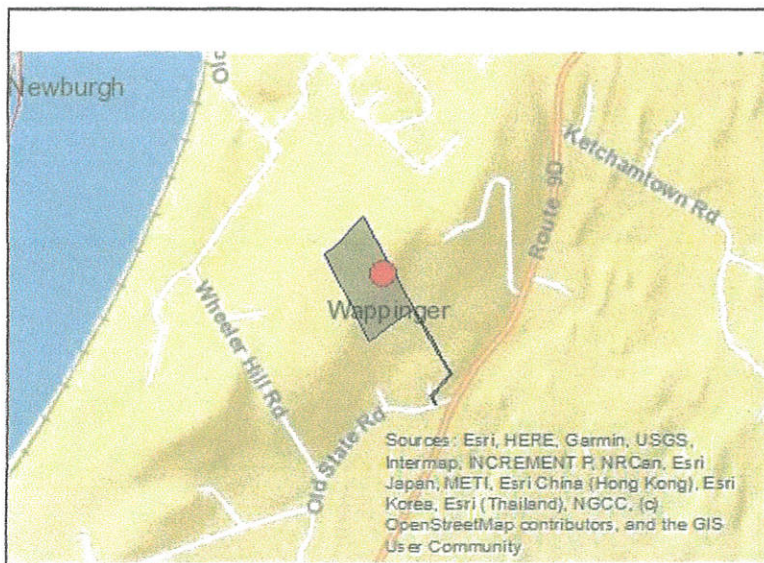 Old
Newburgh
Ketchamtown Rd
Route 9D
Wappinger
Wheeler Hill Rd
Old State Rd
Sources: Esri, HERE, Garmin, USGS,
Intermap, INCREMENT P, NRCan, Esri
Japan, METI, Esri China (Hong Kong), Esri
Korea, Esri (Thailand), NGCC, (c)
OpenStreetMap contributors, and the GIS
User Community